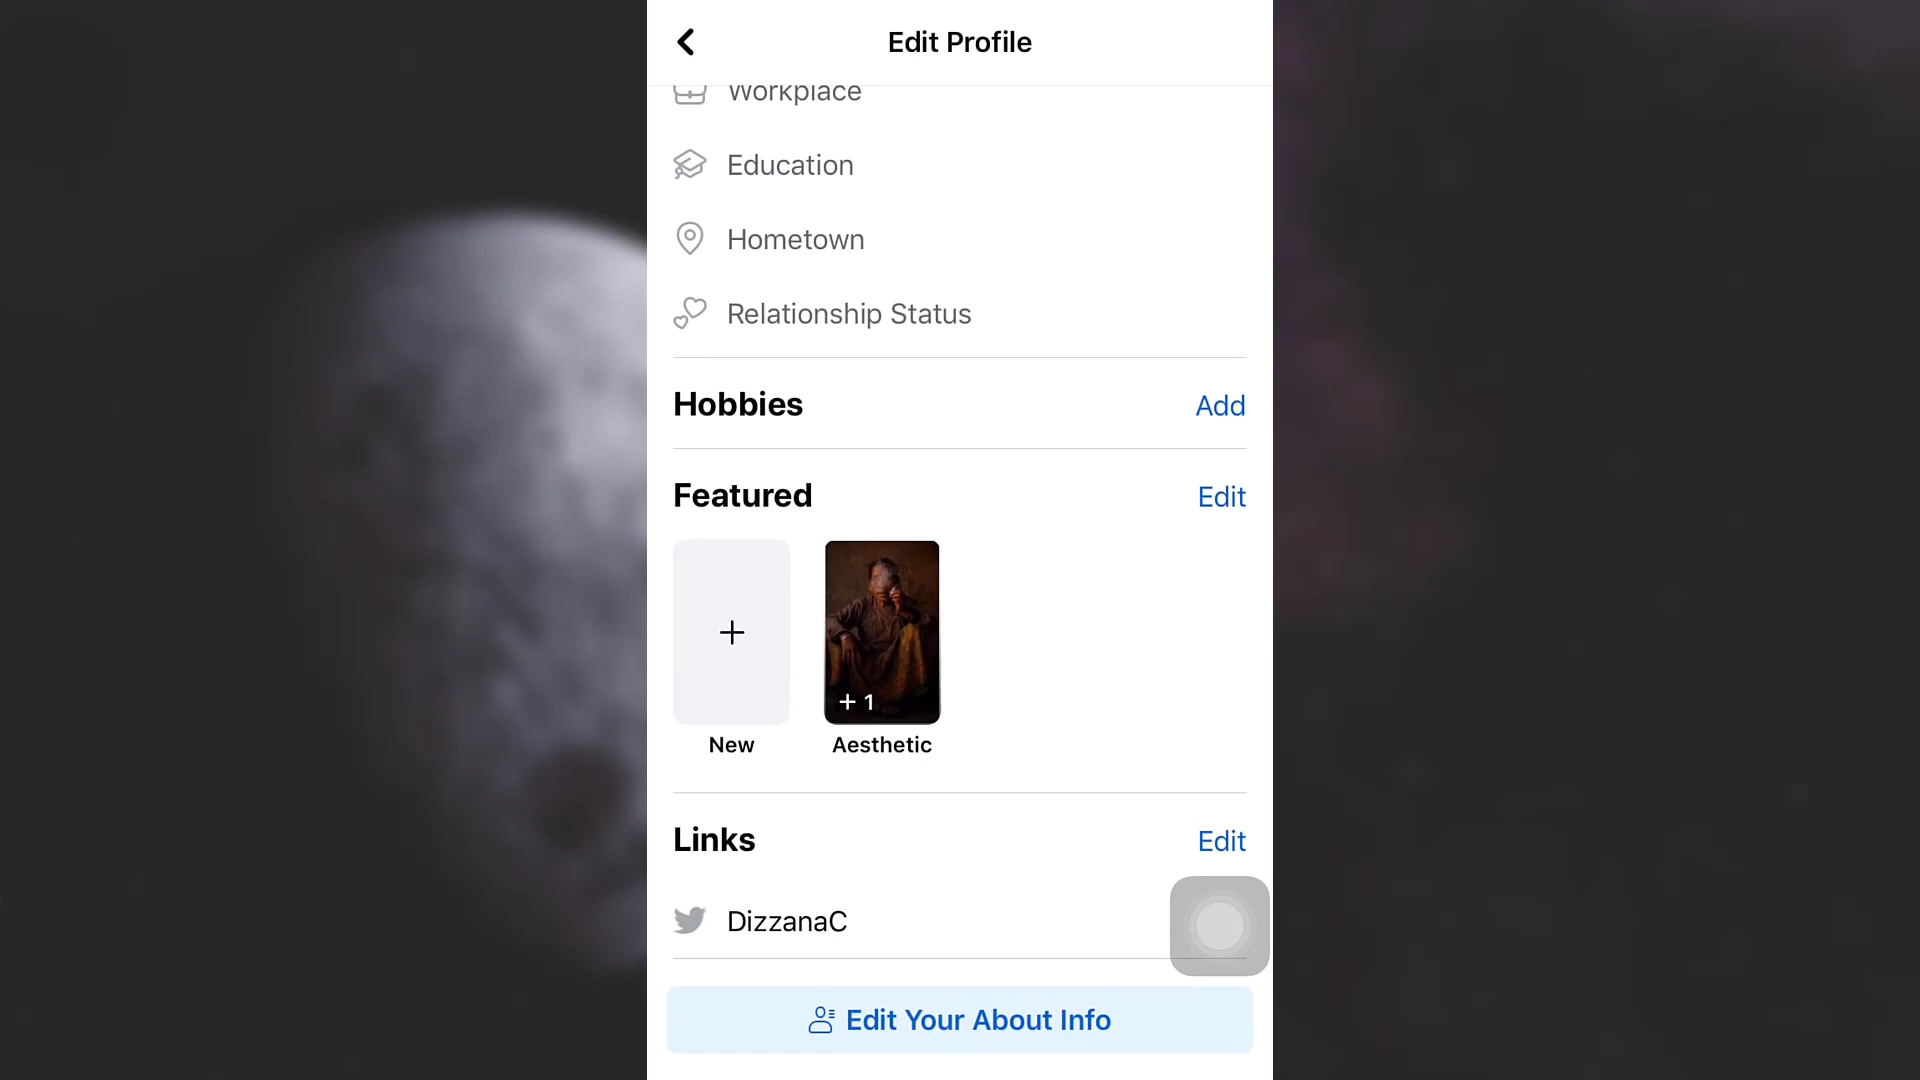 Edit Profile
Workplace
Education
Hometown
Relationship Status
Hobbies
Add
Featured
Edit
+ 1
New
Aesthetic
Links
Edit
DizzanaC
Edit Your About Info